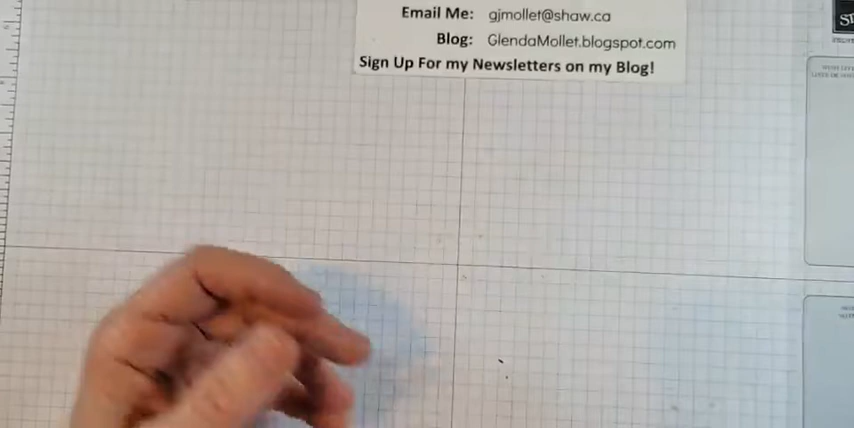 Email Me: gjmollet@shaw.ca
Blog: GlendaMollet.blogspot.com
Sign Up For my Newsletters on my Blog!